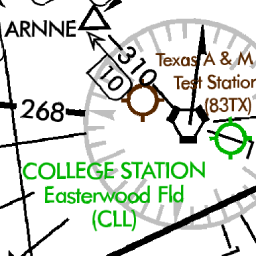 ARNNE
310
10
Texas A & M
Test Station
(83TX)
268
COLLEGE STATION
Easterwood Fld
(CLL)